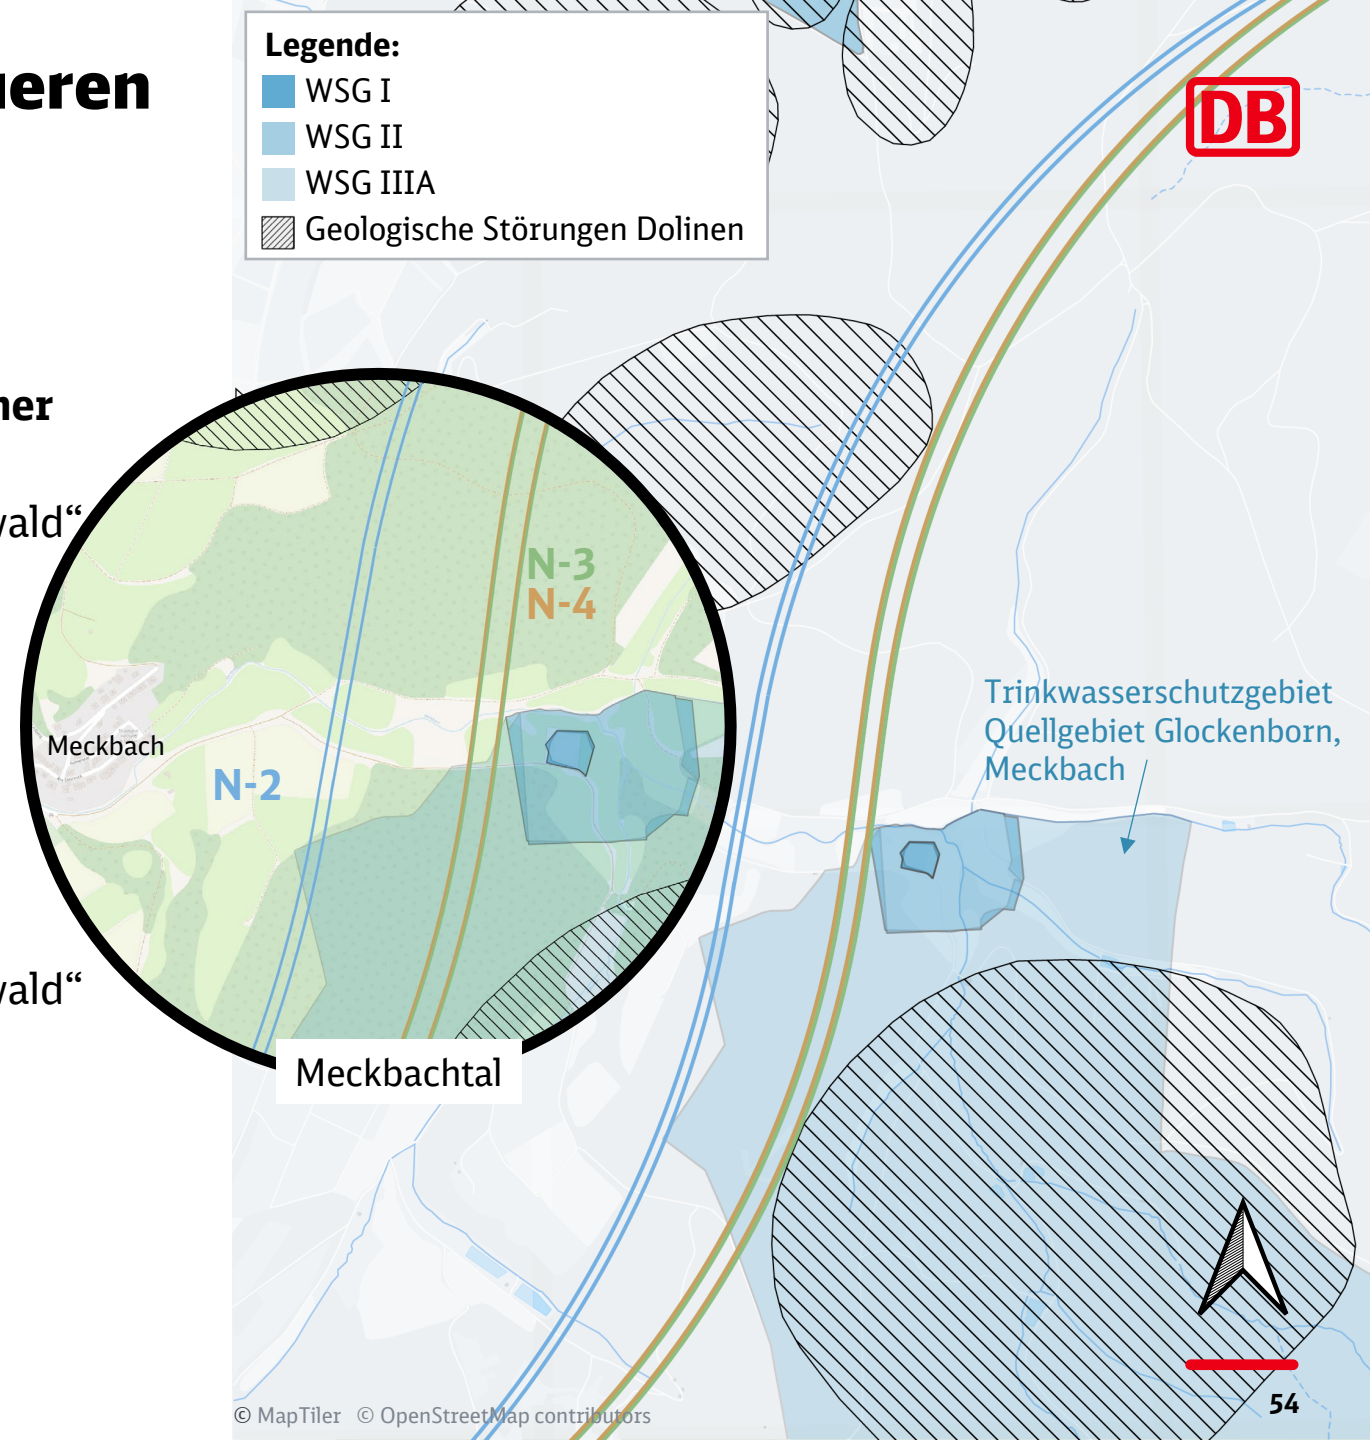 ueren
Legende:
WSG I
WSG II
WSG IIIA
Geologische Störungen Dolinen
DB
ner
vald“
N-3
N-4
Trinkwasserschutzgebiet
Quellgebiet Glockenborn,
Meckbach
Meckbach
N-2
vald“
Meckbachtal
© MapTiler © OpenStreetMap contributors
54